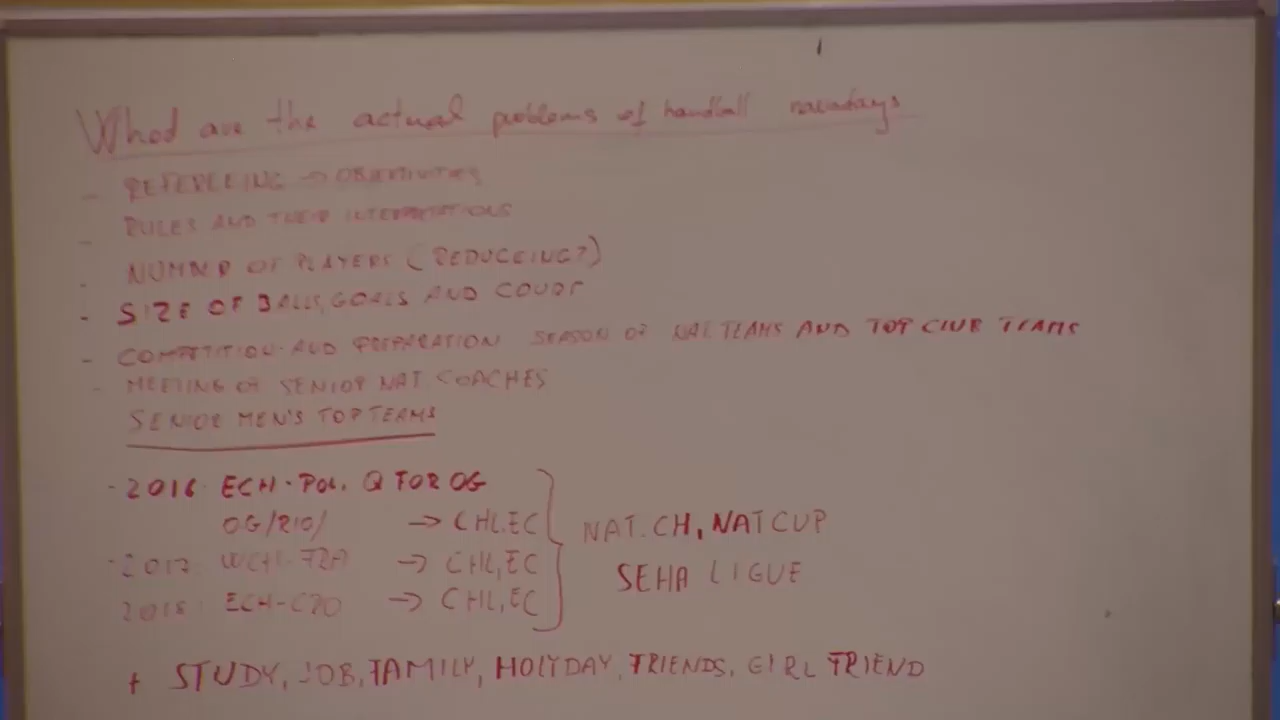 Whad are the actual problems of handball nowadays
- REFEREEING → OBJEKTIVITIES
- RULES AND THEIR INTERPRETATIONS
- NUMBER OF PLAYERS (REDUCEING?)
- SIZE OF BALLS, GOALS AND COURT
- COMPETITION AND PREPARATION SEASON OF NAT. TEAMS AND TOP CLUB TEAMS
- MEETING OF SENIOR NAT. COACHES
SENIOR MEN'S TOP TEAMS
- 2016 ECH - POL. Q FOR OG
OG/RIO/ → CHL, EC NAT. CH, NAT CUP
- 2017 WCH - FRA → CHL, EC SEHA LIGUE
2018 ECH - CRO → CHL, EC
+ STUDY, JOB, FAMILY, HOLYDAY, FRIENDS, GIRL FRIEND